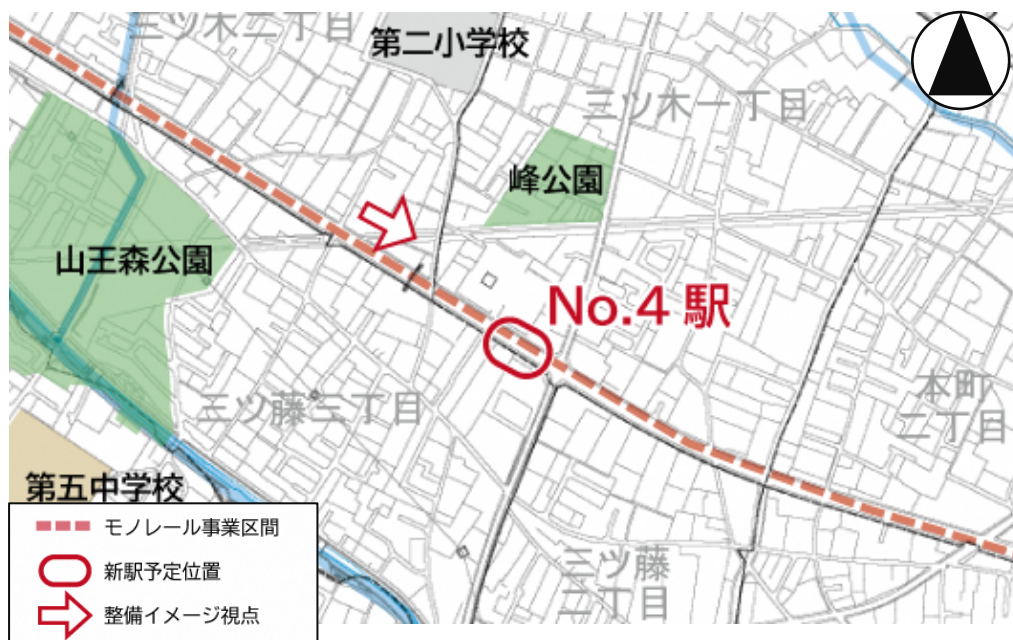 三ツ木二丁目
第二小学校
三ツ木一丁目
峰公園
山王森公園
No.4 駅
本町
二丁目
三ツ藤三丁目
第五中学校
三ツ藤
二丁目
モノレール事業区間
新駅予定位置
整備イメージ視点